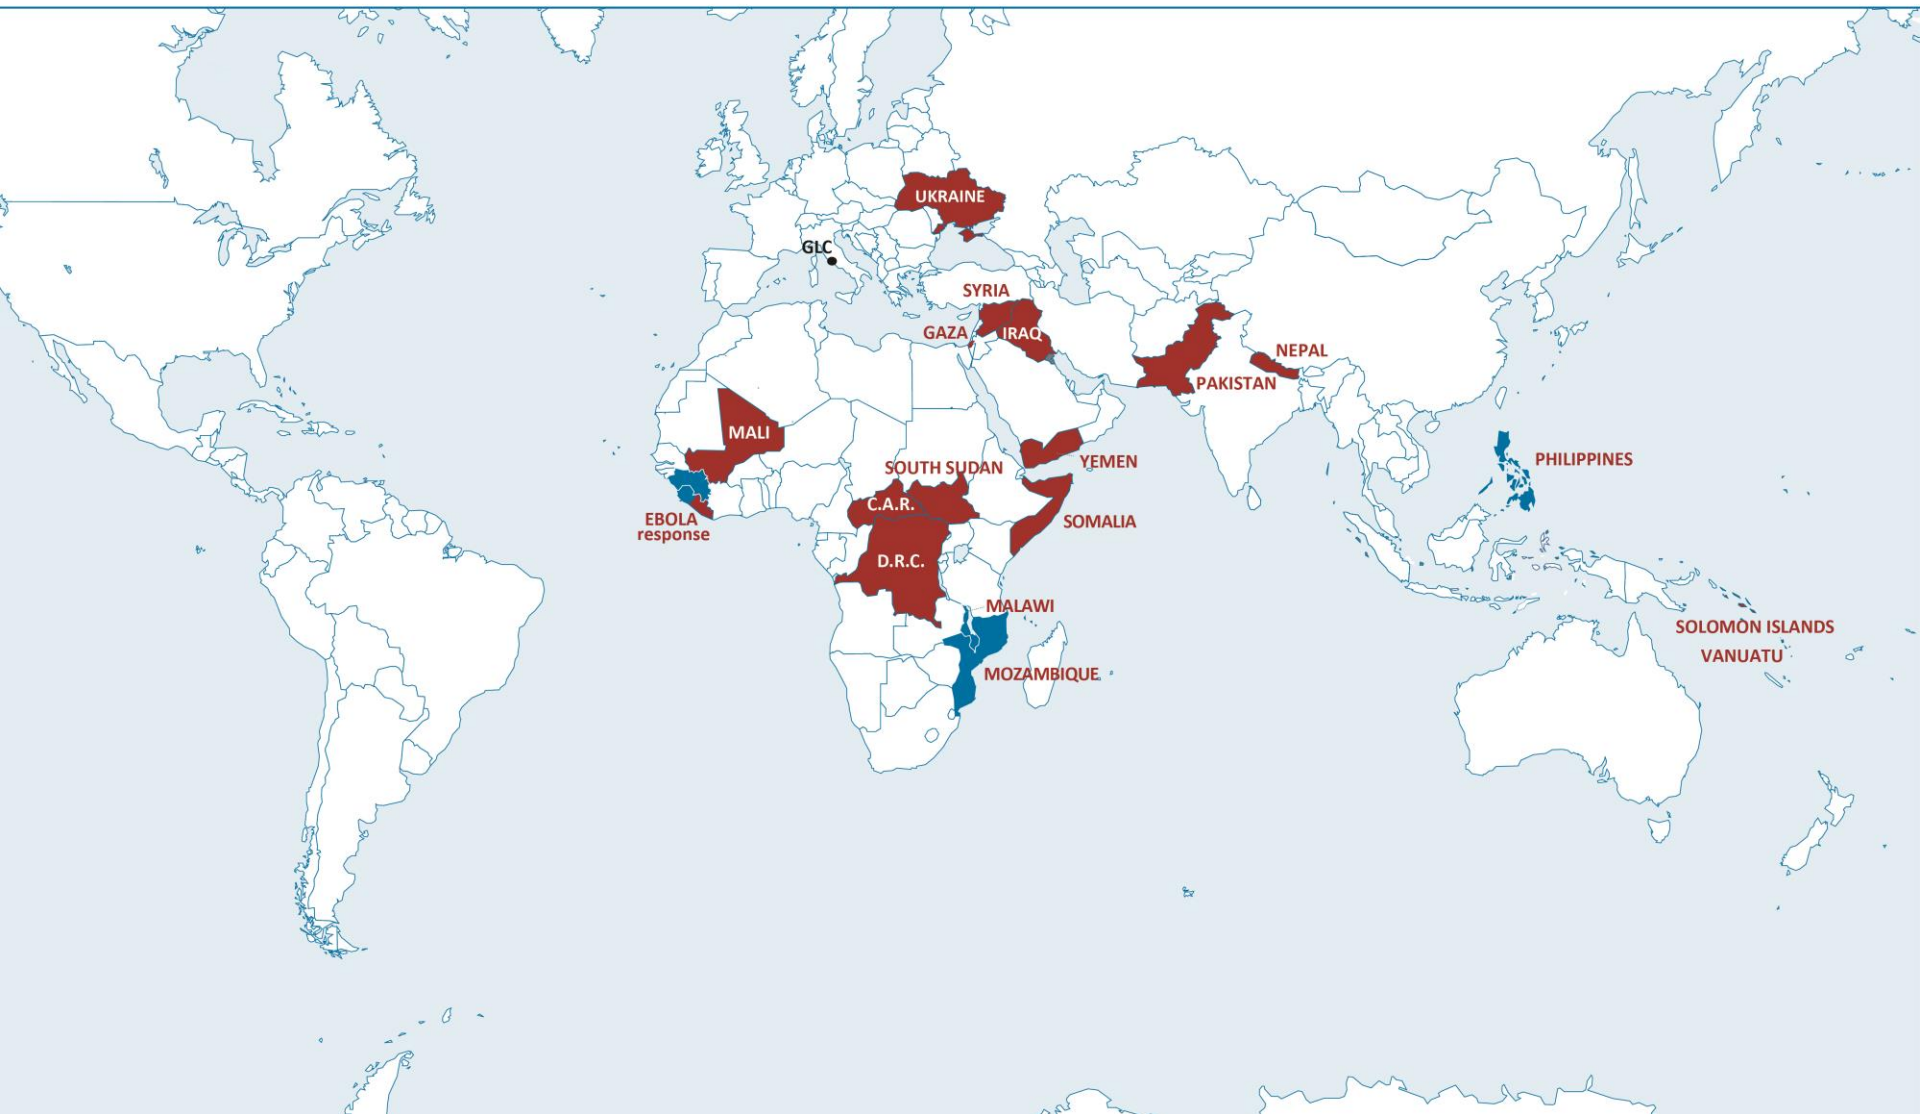 UKRAINE
GLC
SYRIA
GAZA
IRAQ
NEPAL
PAKISTAN
MALI
YEMEN
PHILIPPINES
SOUTH SUDAN
C.A.R.
EBOLA
response
SOMALIA
D.R.C.
MALAWI
SOLOMON ISLANDS
VANUATU
MOZAMBIQUE